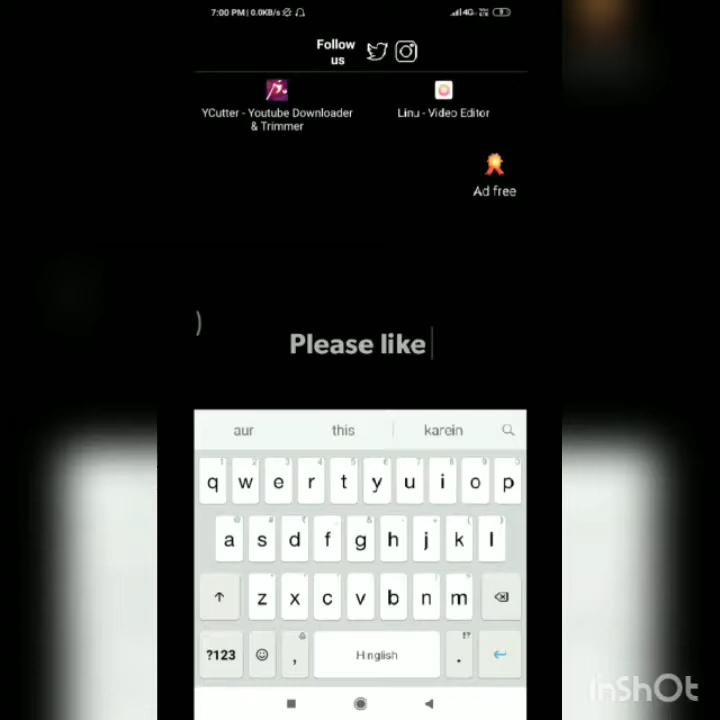 7:00 PM | 0.0KB/s
4G
Follow
us
YCutter - Youtube Downloader
& Trimmer
Linu - Video Editor
Ad free
)
Please like
aur this karein
q w e r t y u i o p
a s d f g h j k l
z x c v b n m
?123 , Hinglish .
InShOt